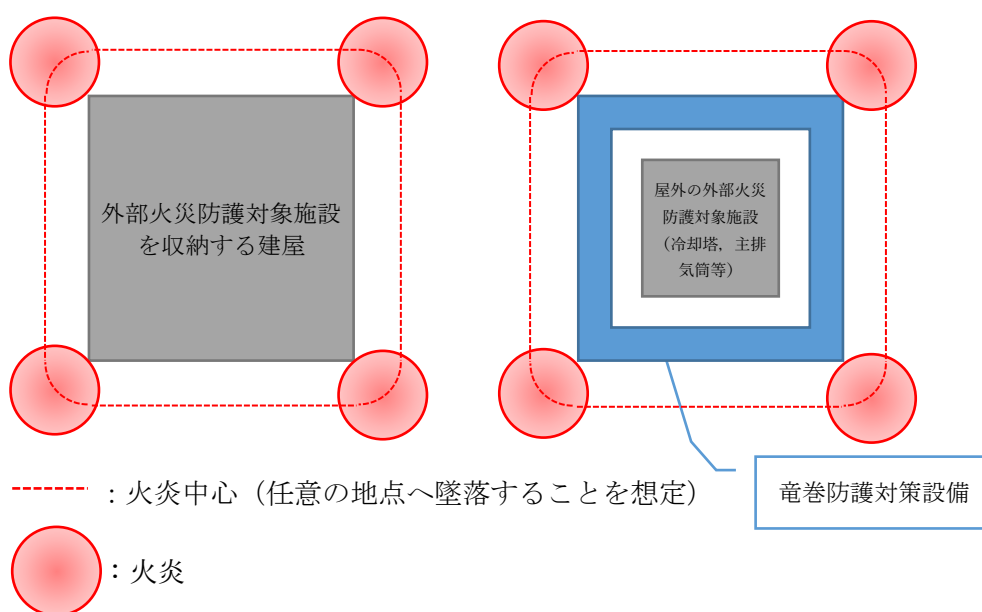 外部火災防護対象施設
を収納する建屋
屋外の外部火災
防護対象施設
（冷却塔，主排
気筒等）
：火炎中心（任意の地点へ墜落することを想定）
竜巻防護対策設備
：火炎